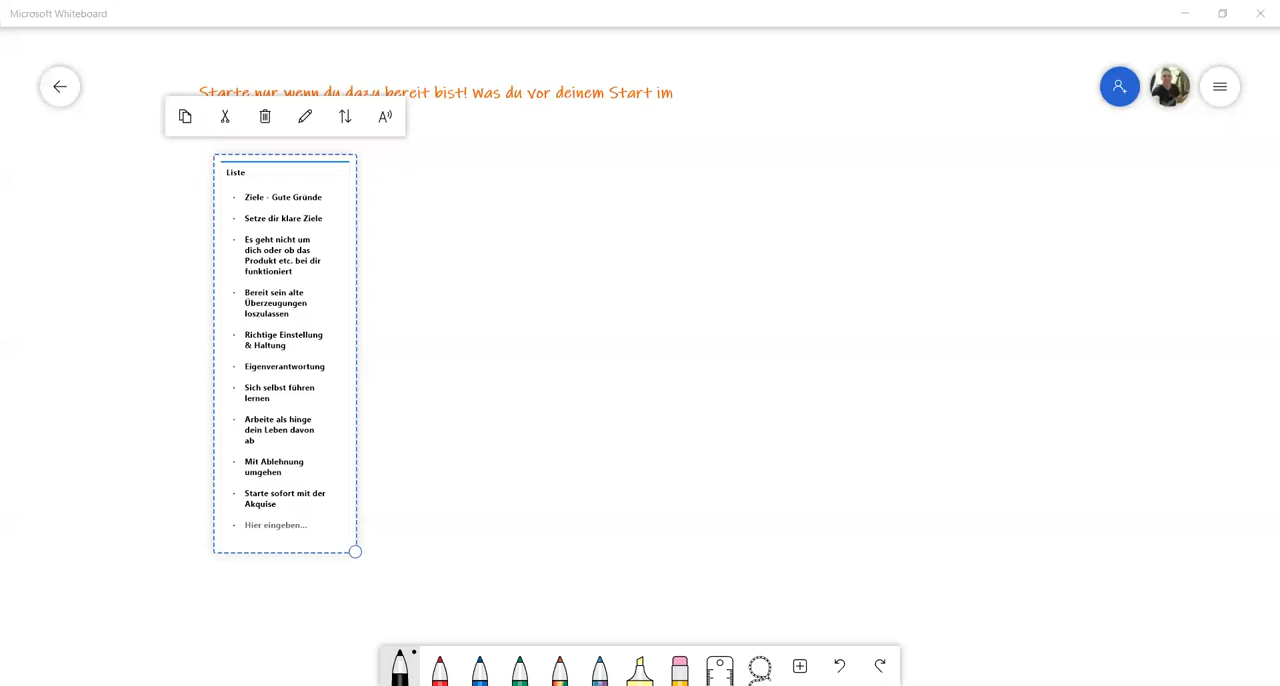 Microsoft Whiteboard
Starte nur wenn du dazu bereit bist! Was du vor deinem Start im
Liste
· Ziele - Gute Gründe
· Setze dir klare Ziele
· Es geht nicht um
dich oder ob das
Produkt etc. bei dir
funktioniert
· Bereit sein alte
Überzeugungen
loszulassen
· Richtige Einstellung
& Haltung
· Eigenverantwortung
· Sich selbst führen
lernen
· Arbeite als hinge
dein Leben davon
ab
· Mit Ablehnung
umgehen
· Starte sofort mit der
Akquise
· Hier eingeben...